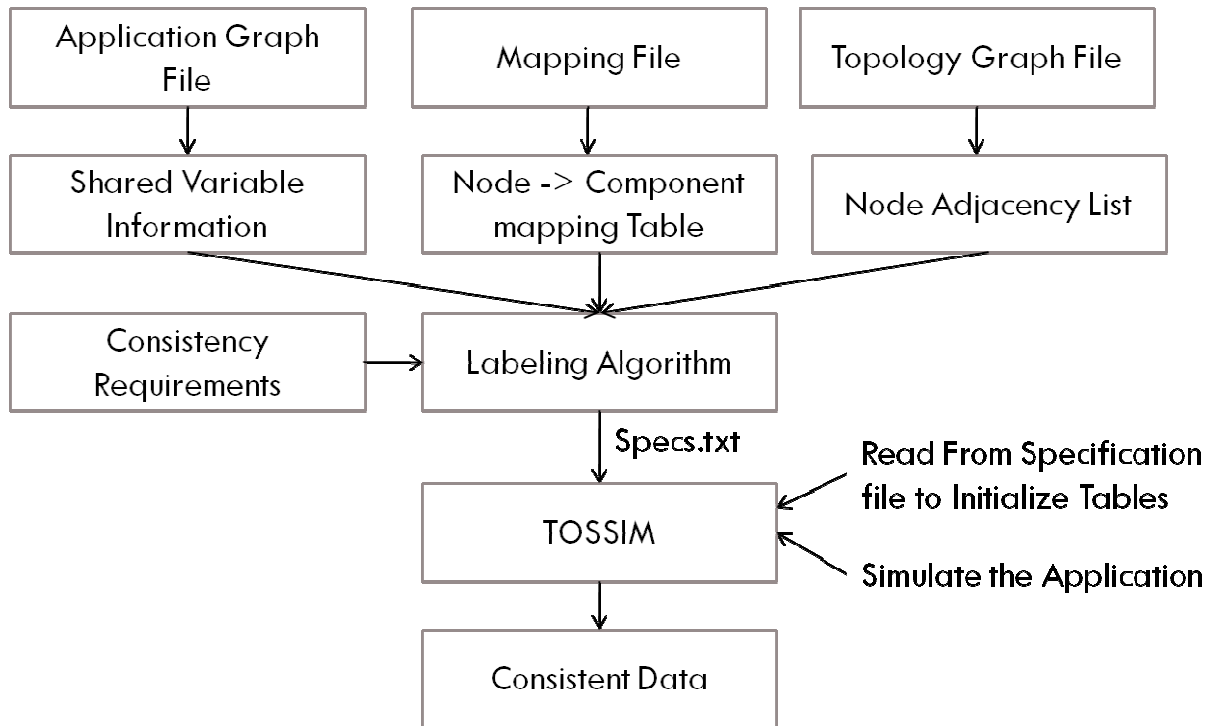 Application Graph
File
Mapping File
Topology Graph File
Shared Variable
Information
Node -> Component
mapping Table
Node Adjacency List
Consistency
Requirements
Labeling Algorithm
Specs.txt
Read From Specification
file to Initialize Tables
TOSSIM
Simulate the Application
Consistent Data